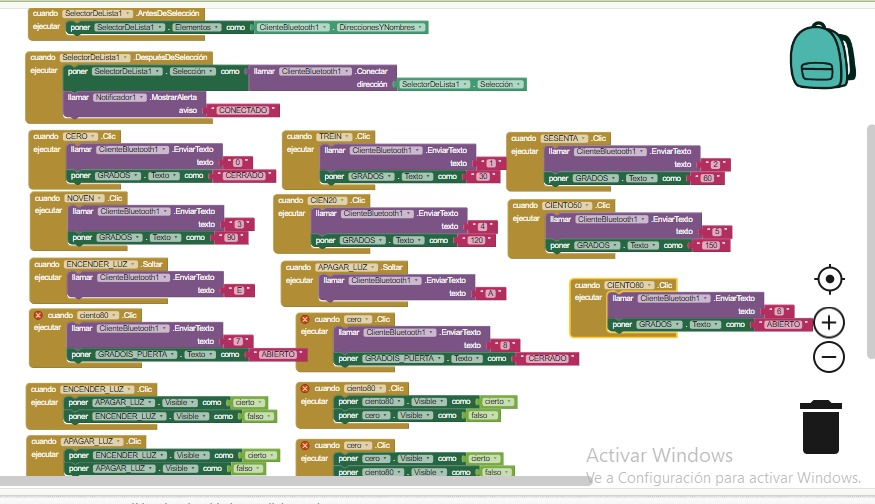 cuando SelectorDeLista1 .AntesDeSelección
ejecutar poner SelectorDeLista1 . Elementos como ClienteBluetooth1 . DireccionesYNombres
cuando SelectorDeLista1 .DespuésDeSelección
ejecutar poner SelectorDeLista1 . Selección como llamar ClienteBluetooth1 .Conectar
dirección SelectorDeLista1 . Selección
llamar Notificador1 .MostrarAlerta
aviso " CONECTADO "
cuando CERO .Clic
ejecutar llamar ClienteBluetooth1 .EnviarTexto
texto " 0 "
poner GRADOS . Texto como " CERRADO "
cuando TREIN .Clic
ejecutar llamar ClienteBluetooth1 .EnviarTexto
texto " 1 "
poner GRADOS . Texto como " 30 "
cuando SESENTA .Clic
ejecutar llamar ClienteBluetooth1 .EnviarTexto
texto " 2 "
poner GRADOS . Texto como " 60 "
cuando NOVEN .Clic
ejecutar llamar ClienteBluetooth1 .EnviarTexto
texto " 3 "
poner GRADOS . Texto como " 90 "
cuando CIEN20 .Clic
ejecutar llamar ClienteBluetooth1 .EnviarTexto
texto " 4 "
poner GRADOS . Texto como " 120 "
cuando CIENTO50 .Clic
ejecutar llamar ClienteBluetooth1 .EnviarTexto
texto " 5 "
poner GRADOS . Texto como " 150 "
cuando ENCENDER_LUZ .Soltar
ejecutar llamar ClienteBluetooth1 .EnviarTexto
texto " E "
cuando APAGAR_LUZ .Soltar
ejecutar llamar ClienteBluetooth1 .EnviarTexto
texto " A "
cuando CIENTO80 .Clic
ejecutar llamar ClienteBluetooth1 .EnviarTexto
texto " 6 "
poner GRADOS . Texto como " ABIERTO "
cuando ciento80 .Clic
ejecutar llamar ClienteBluetooth1 .EnviarTexto
texto " 7 "
poner GRADOIS_PUERTA . Texto como " ABIERTO "
cuando cero .Clic
ejecutar llamar ClienteBluetooth1 .EnviarTexto
texto " 8 "
poner GRADOIS_PUERTA . Texto como " CERRADO "
cuando ENCENDER_LUZ .Clic
ejecutar poner APAGAR_LUZ . Visible como cierto
poner ENCENDER_LUZ . Visible como falso
cuando ciento80 .Clic
ejecutar poner ciento80 . Visible como cierto
poner cero . Visible como falso
cuando APAGAR_LUZ .Clic
ejecutar poner ENCENDER_LUZ . Visible como cierto
poner APAGAR_LUZ . Visible como falso
cuando cero .Clic
ejecutar poner cero . Visible como cierto
poner ciento80 . Visible como falso
Activar Windows
Ve a Configuración para activar Windows.